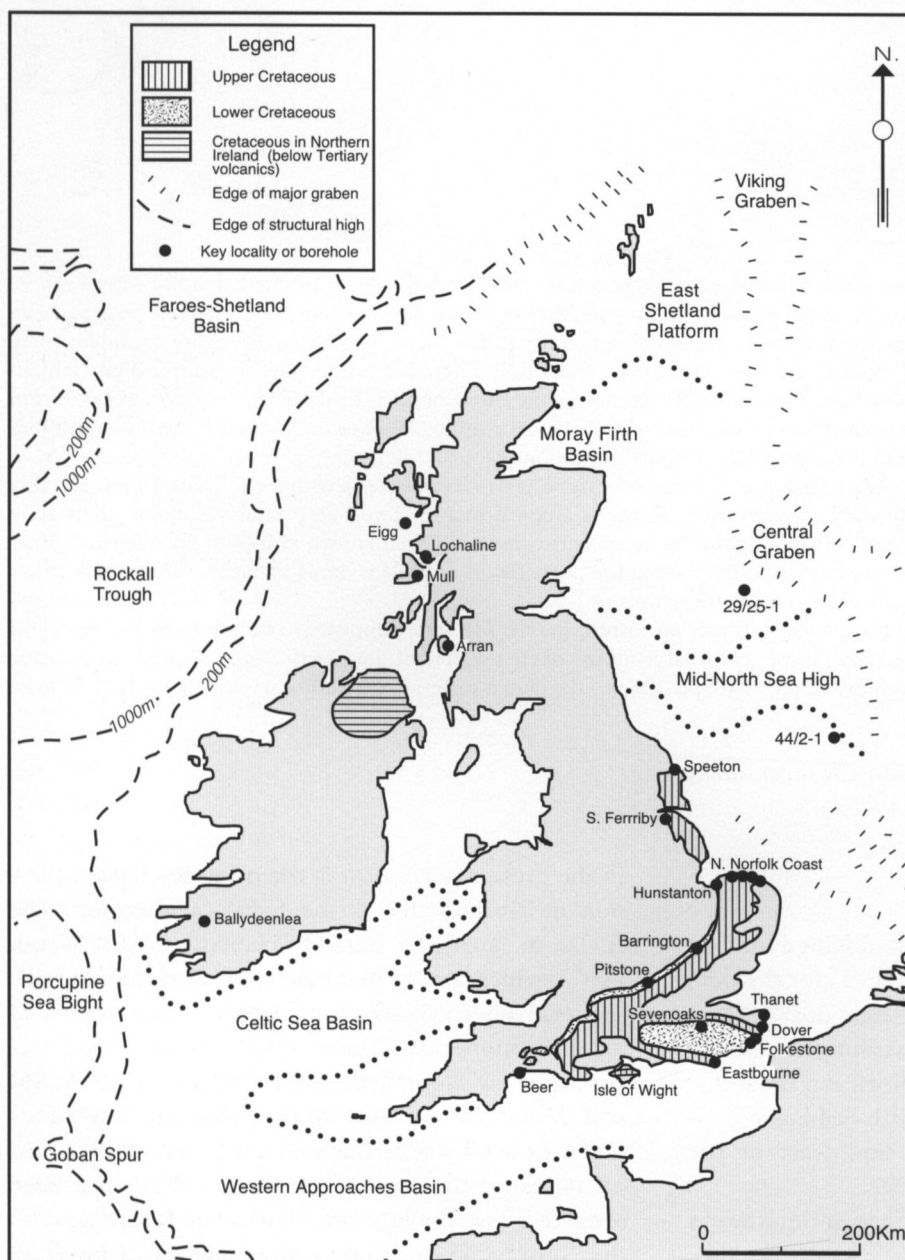 Legend
Upper Cretaceous
Lower Cretaceous
Cretaceous in Northern
Ireland (below Tertiary
volcanics)
Edge of major graben
Edge of structural high
Key locality or borehole
N.
Viking
Graben
Faroes-Shetland
Basin
East
Shetland
Platform
200m
1000m
Moray Firth
Basin
Eigg
Lochaline
Mull
Central
Graben
29/25-1
Rockall
Trough
Arran
200m
1000m
Mid-North Sea High
44/2-1
Speeton
S. Ferrriby
N. Norfolk Coast
Hunstanton
Ballydeenlea
Barrington
Pitstone
Porcupine
Sea Bight
Thanet
Sevenoaks
Dover
Celtic Sea Basin
Folkestone
Eastbourne
Beer
Isle of Wight
Goban Spur
Western Approaches Basin
0
200Km